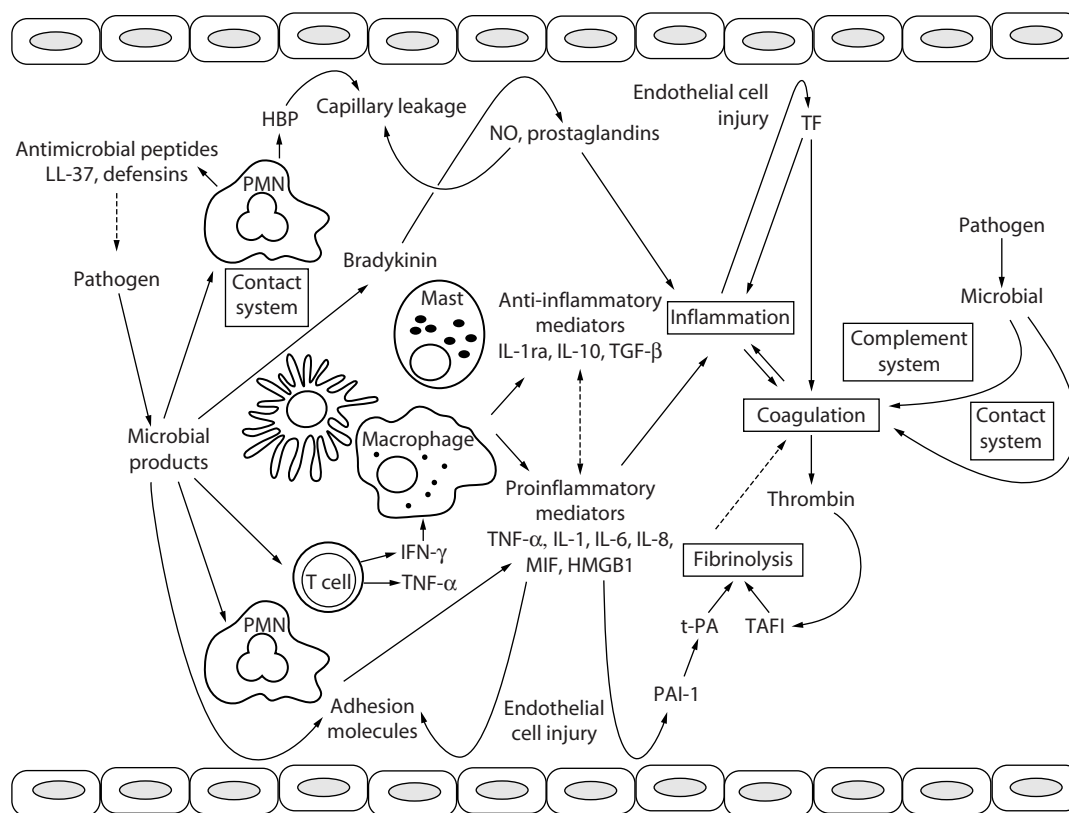 Capillary leakage
HBP
Endothelial cell
injury
TF
NO, prostaglandins
Antimicrobial peptides
LL-37, defensins
PMN
Pathogen
Contact
system
Bradykinin
Mast
Anti-inflammatory
mediators
IL-1ra, IL-10, TGF-β
Inflammation
Pathogen
Microbial
Complement
system
Contact
system
Coagulation
Microbial
products
Macrophage
Proinflammatory
mediators
TNF-α, IL-1, IL-6, IL-8,
MIF, HMGB1
Thrombin
Fibrinolysis
IFN-γ
T cell
TNF-α
t-PA
TAFI
PMN
PAI-1
Adhesion
molecules
Endothelial
cell injury